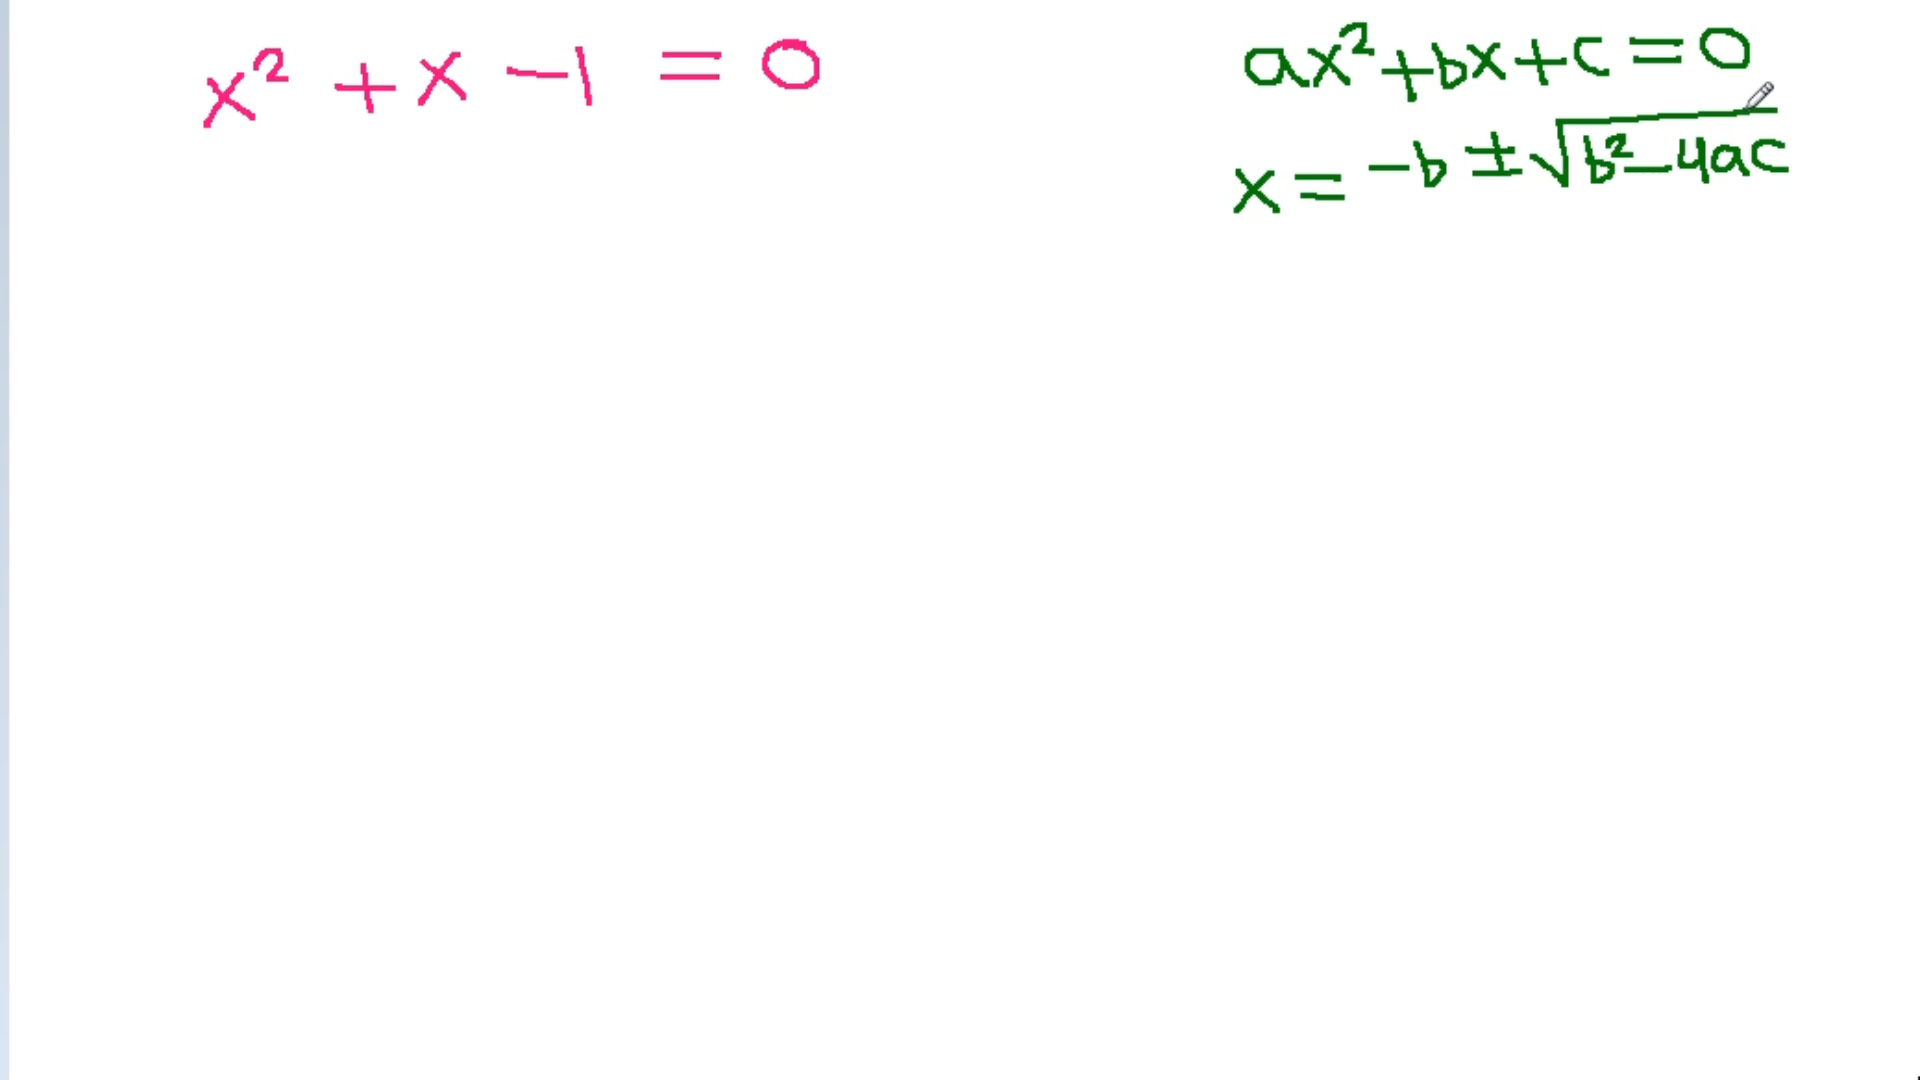 x² + x - 1 = 0
ax² + bx + c = 0
x = -b ± √b² - 4ac